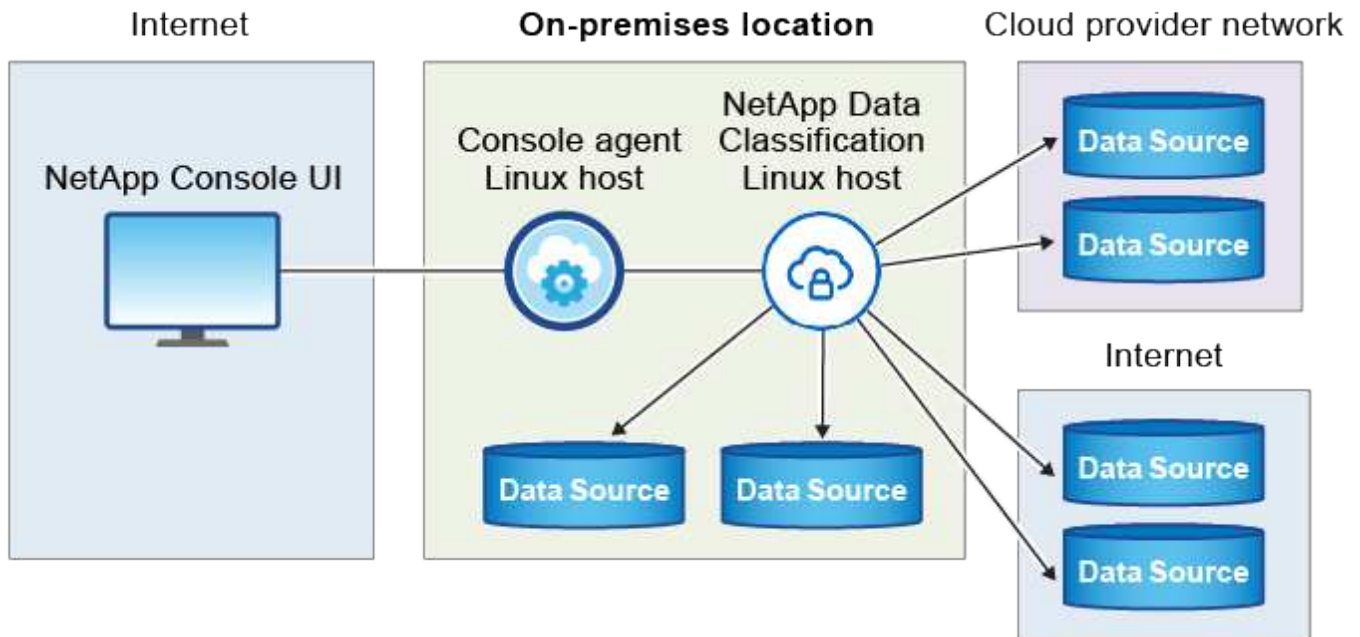 Internet
On-premises location
Cloud provider network
NetApp Console UI
Console agent
Linux host
NetApp Data
Classification
Linux host
Data Source
Data Source
Data Source
Data Source
Internet
Data Source
Data Source